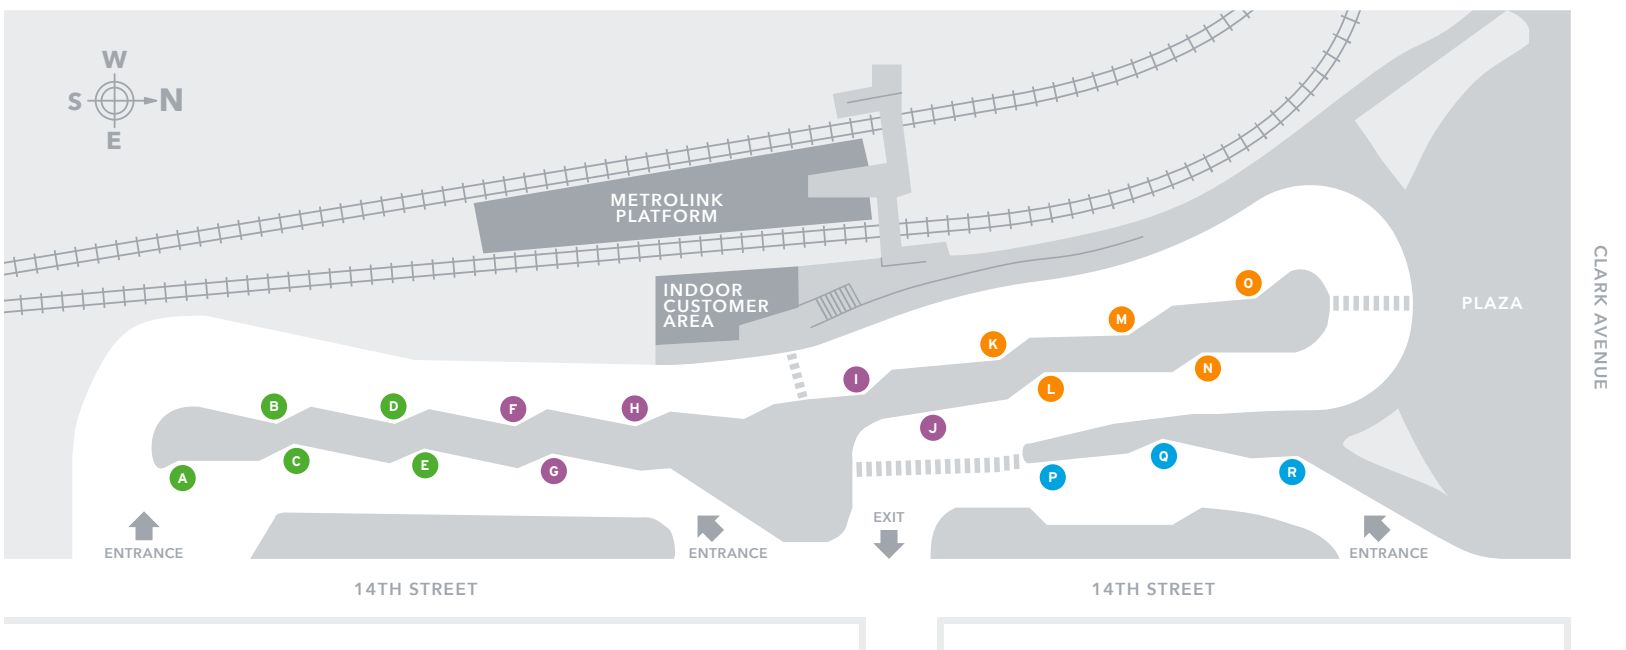 W
S N
E
METROLINK
PLATFORM
INDOOR
CUSTOMER
AREA
PLAZA
CLARK AVENUE
O
M
K
N
I
L
B
D
F
H
J
A
C
E
G
P
Q
R
ENTRANCE
ENTRANCE
EXIT
ENTRANCE
14TH STREET
14TH STREET